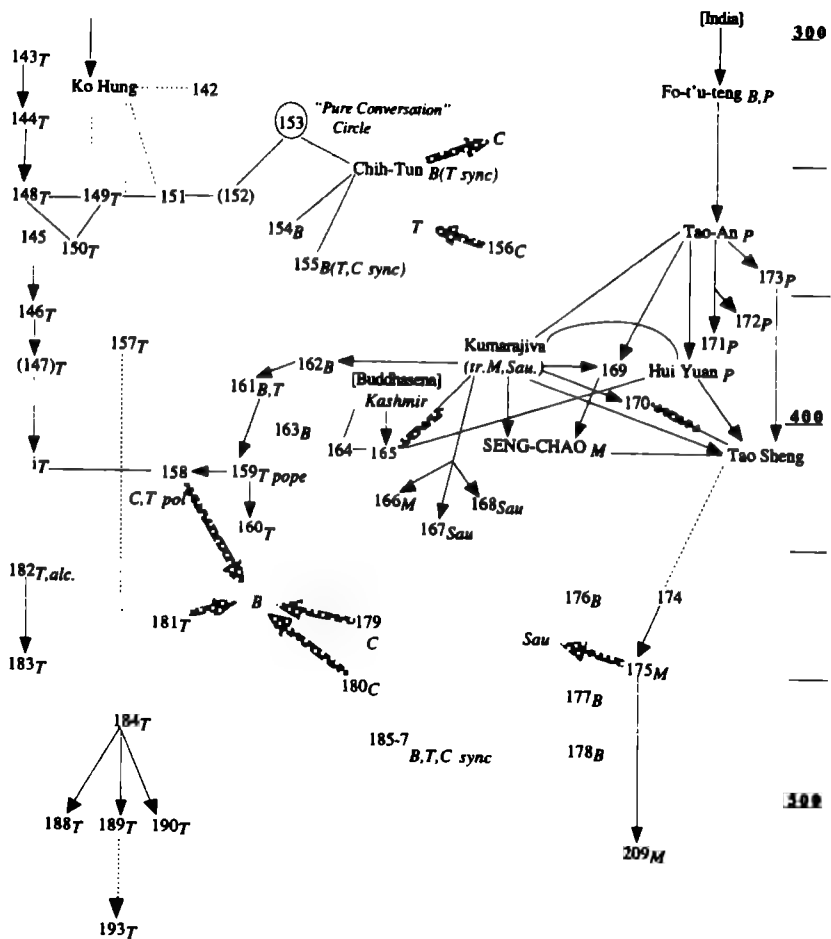 [India]
300
143T
Ko Hung
142
Fo-t'u-teng B,P
"Pure Conversation"
Circle
144T
153
C
Chih-Tun B(T sync)
148T 149T 151 (152)
154B
T
Tao-An P
145
150T
156C
155B(T,C sync)
173P
146T
172P
157T
171P
Kumarajiva
(tr.M,Sau.)
(147)T
162B
169
Hui Yuan P
161B,T
[Buddhasena]
Kashmir
170
400
163B
164 165
SENG-CHAO M
Tao Sheng
iT
158
C,T pol
159T pope
166M
168Sau
160T
167Sau
182T,alc.
176B
174
B
181T
179
C
Sau
183T
175M
180C
177B
184T
185-7
B,T,C sync
178B
500
188T 189T 190T
209M
193T